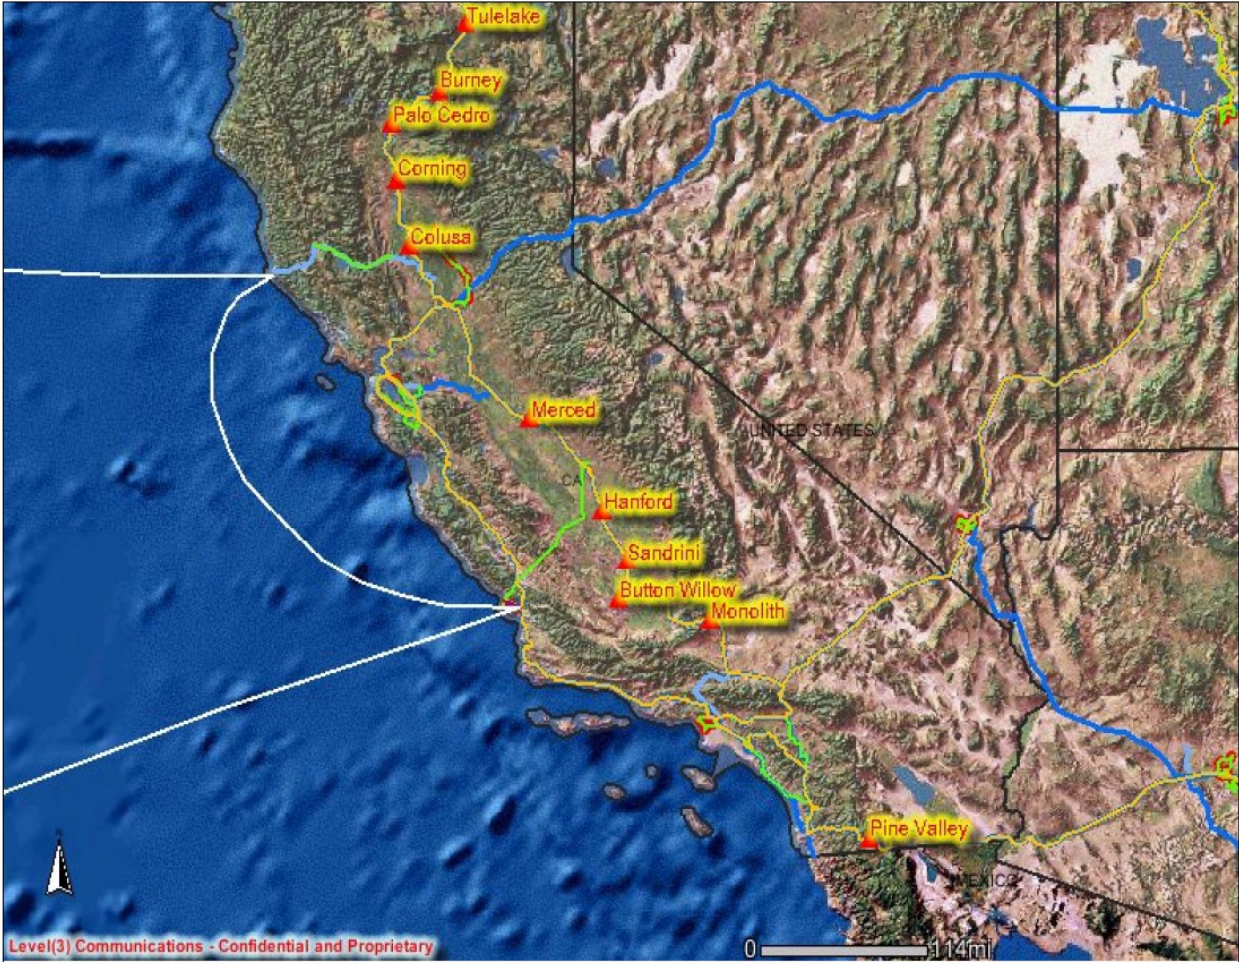 Tulelake
Burney
Palo Cedro
Corning
Colusa
Merced
UNITED STATES
CA
Hanford
Sandrini
Button Willow
Monolith
Pine Valley
N
MEXICO
Level(3) Communications - Confidential and Proprietary
0 114mi